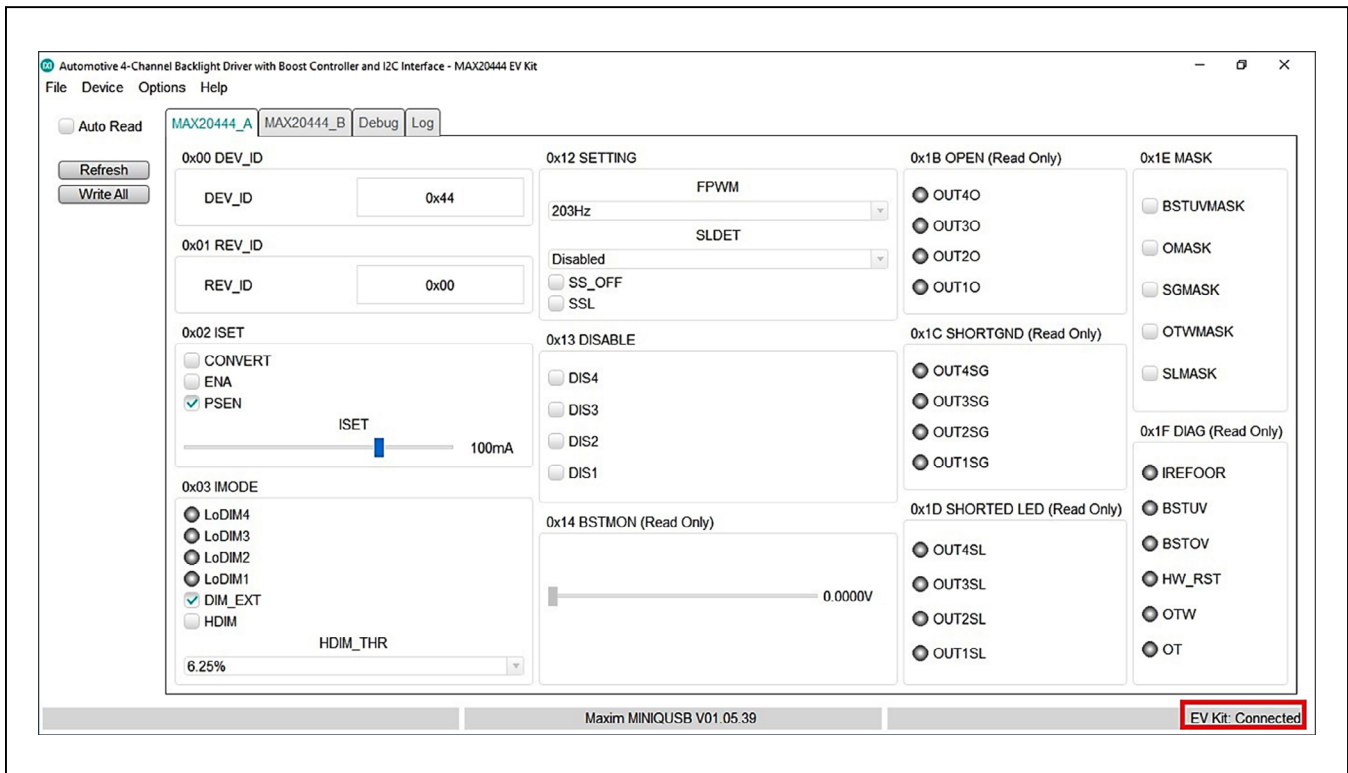 Automotive 4-Channel Backlight Driver with Boost Controller and I2C Interface - MAX20444 EV Kit
File Device Options Help
Auto Read
Refresh
Write All
MAX20444_A MAX20444_B Debug Log
0x00 DEV_ID
DEV_ID 0x44
0x01 REV_ID
REV_ID 0x00
0x02 ISET
CONVERT
ENA
PSEN
ISET
100mA
0x03 IMODE
LoDIM4
LoDIM3
LoDIM2
LoDIM1
DIM_EXT
HDIM
HDIM_THR
6.25%
0x12 SETTING
FPWM
203Hz
SLDET
Disabled
SS_OFF
SSL
0x13 DISABLE
DIS4
DIS3
DIS2
DIS1
0x14 BSTMON (Read Only)
0.0000V
0x1B OPEN (Read Only)
OUT4O
OUT3O
OUT2O
OUT1O
0x1C SHORTGND (Read Only)
OUT4SG
OUT3SG
OUT2SG
OUT1SG
0x1D SHORTED LED (Read Only)
OUT4SL
OUT3SL
OUT2SL
OUT1SL
0x1E MASK
BSTUVMASK
OMASK
SGMASK
OTWMASK
SLMASK
0x1F DIAG (Read Only)
IREFOOR
BSTUV
BSTOV
HW_RST
OTW
OT
Maxim MINIQUSB V01.05.39
EV Kit: Connected